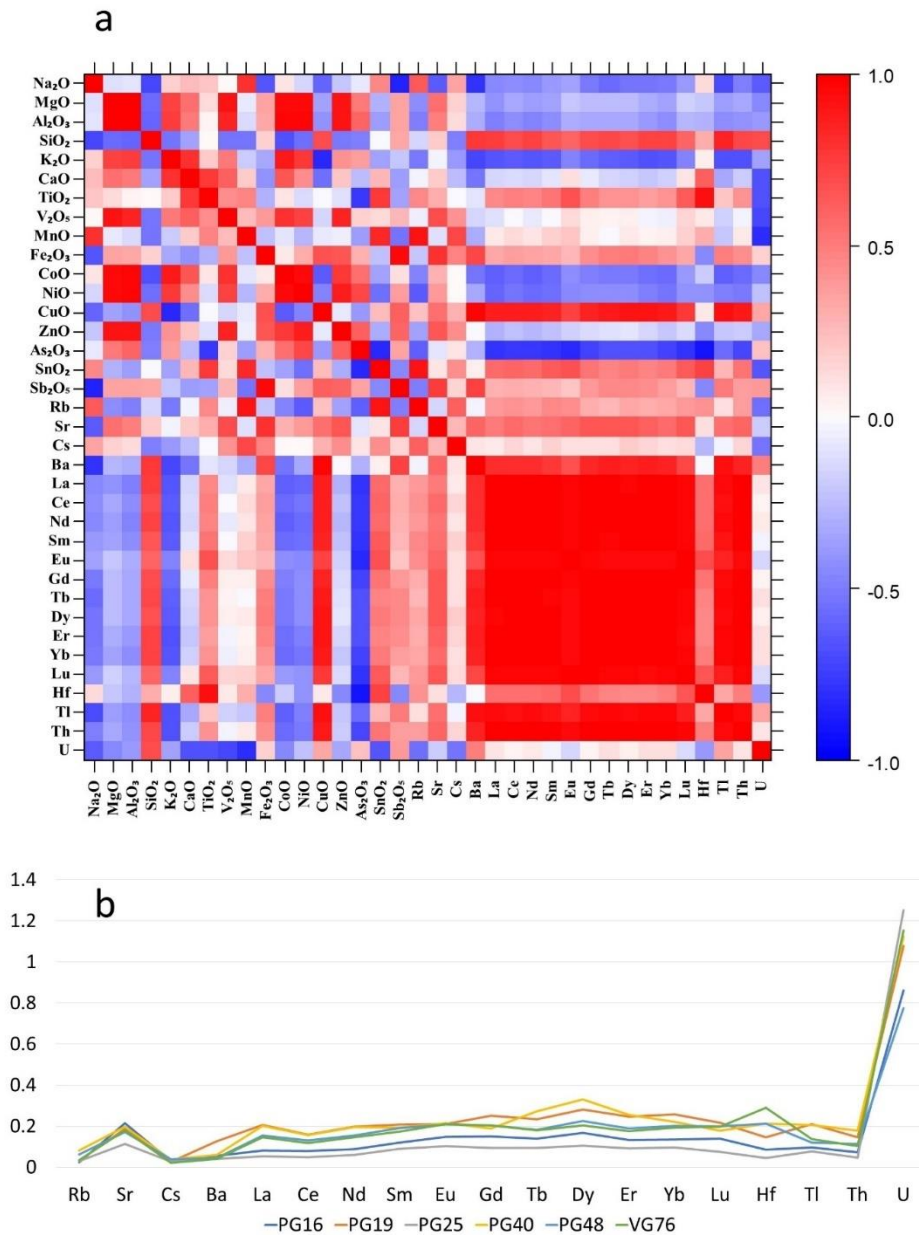 a
Na₂O
MgO
Al₂O₃
SiO₂
K₂O
CaO
TiO₂
V₂O₅
MnO
Fe₂O₃
CoO
NiO
CuO
ZnO
As₂O₃
SnO₂
Sb₂O₅
Rb
Sr
Cs
Ba
La
Ce
Nd
Sm
Eu
Gd
Tb
Dy
Er
Yb
Lu
Hf
Tl
Th
U
Na₂O MgO Al₂O₃ SiO₂ K₂O CaO TiO₂ V₂O₅ MnO Fe₂O₃ CoO NiO CuO ZnO As₂O₃ SnO₂ Sb₂O₅ Rb Sr Cs Ba La Ce Nd Sm Eu Gd Tb Dy Er Yb Lu Hf Tl Th U
1.0
0.5
0.0
-0.5
-1.0
b
1.4
1.2
1
0.8
0.6
0.4
0.2
0
Rb Sr Cs Ba La Ce Nd Sm Eu Gd Tb Dy Er Yb Lu Hf Tl Th U
PG16 PG19 PG25 PG40 PG48 VG76